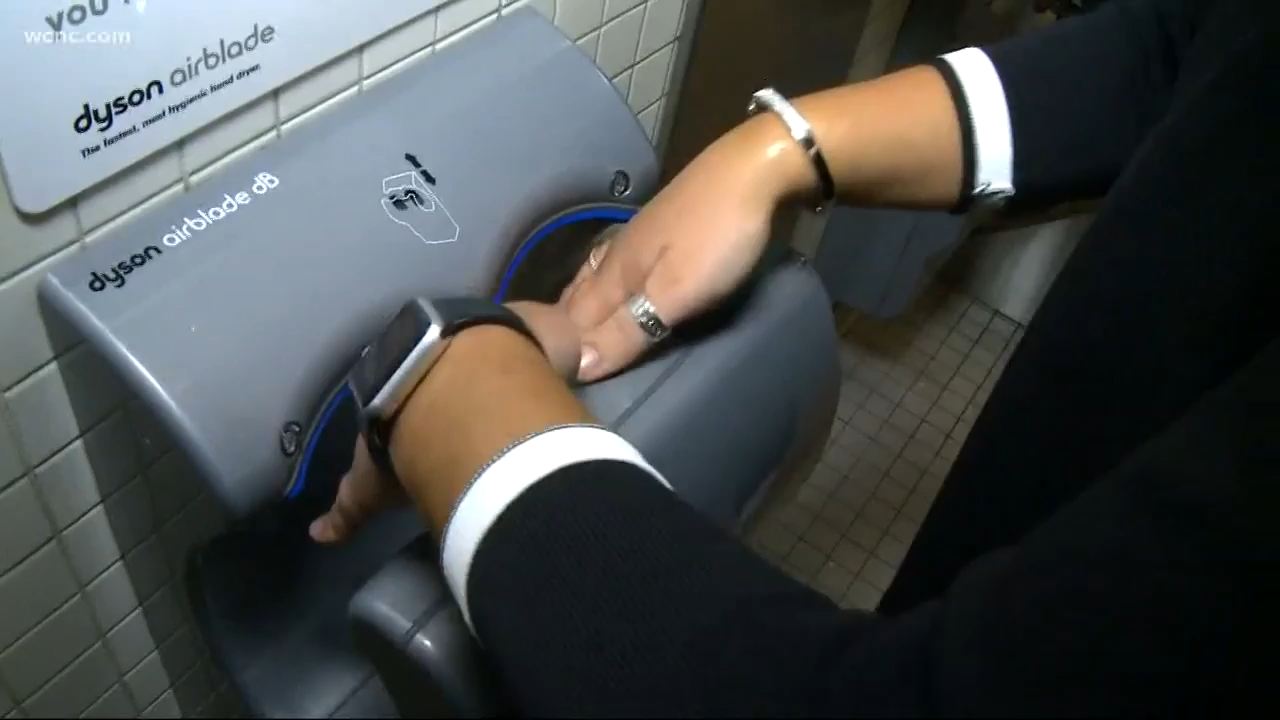 you
wcnc.com
dyson airblade
The fastest, most hygienic hand dryer.
dyson airblade dB